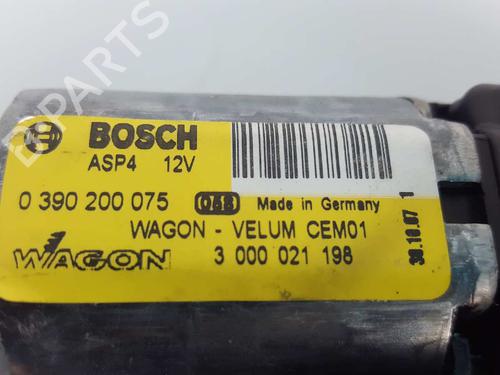 B-PARTS
BOSCH
ASP4 12V
0 390 200 075 048 Made in Germany
WAGON - VELUM CEM01
WAGON 3 000 021 198
30.10.07 1